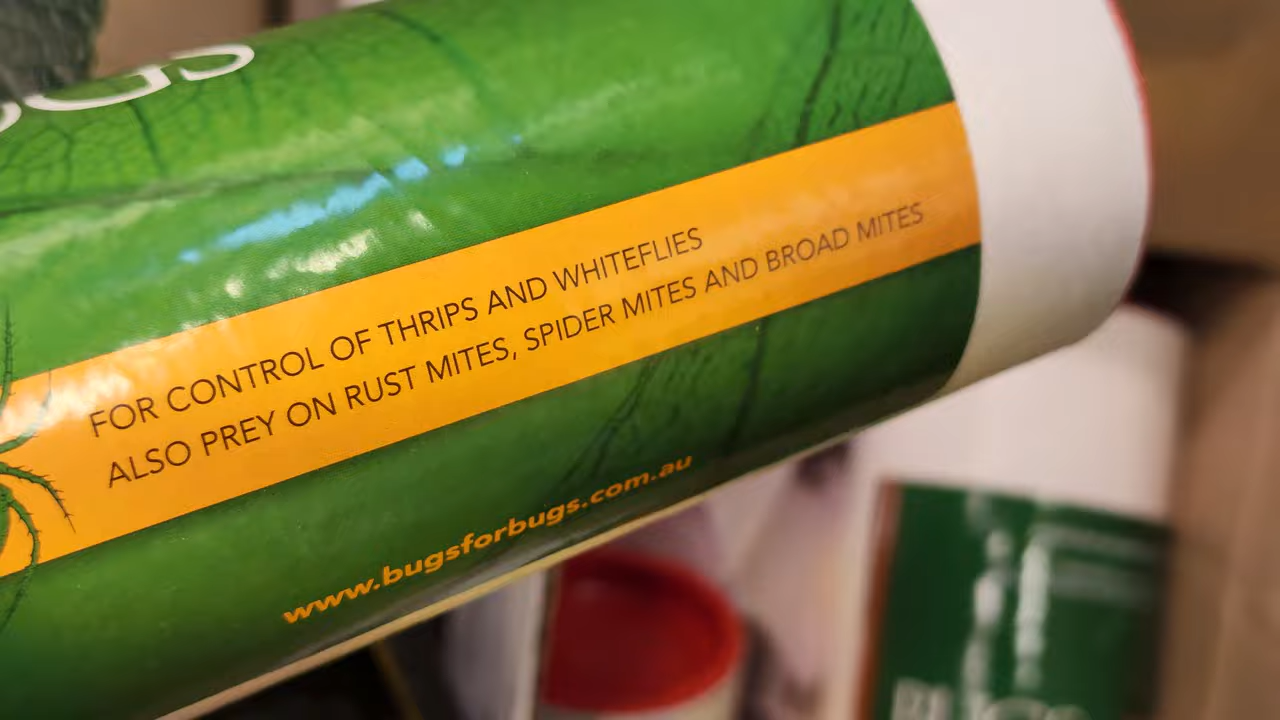 FOR CONTROL OF THRIPS AND WHITEFLIES
ALSO PREY ON RUST MITES, SPIDER MITES AND BROAD MITES
www.bugsforbugs.com.au
BUGS